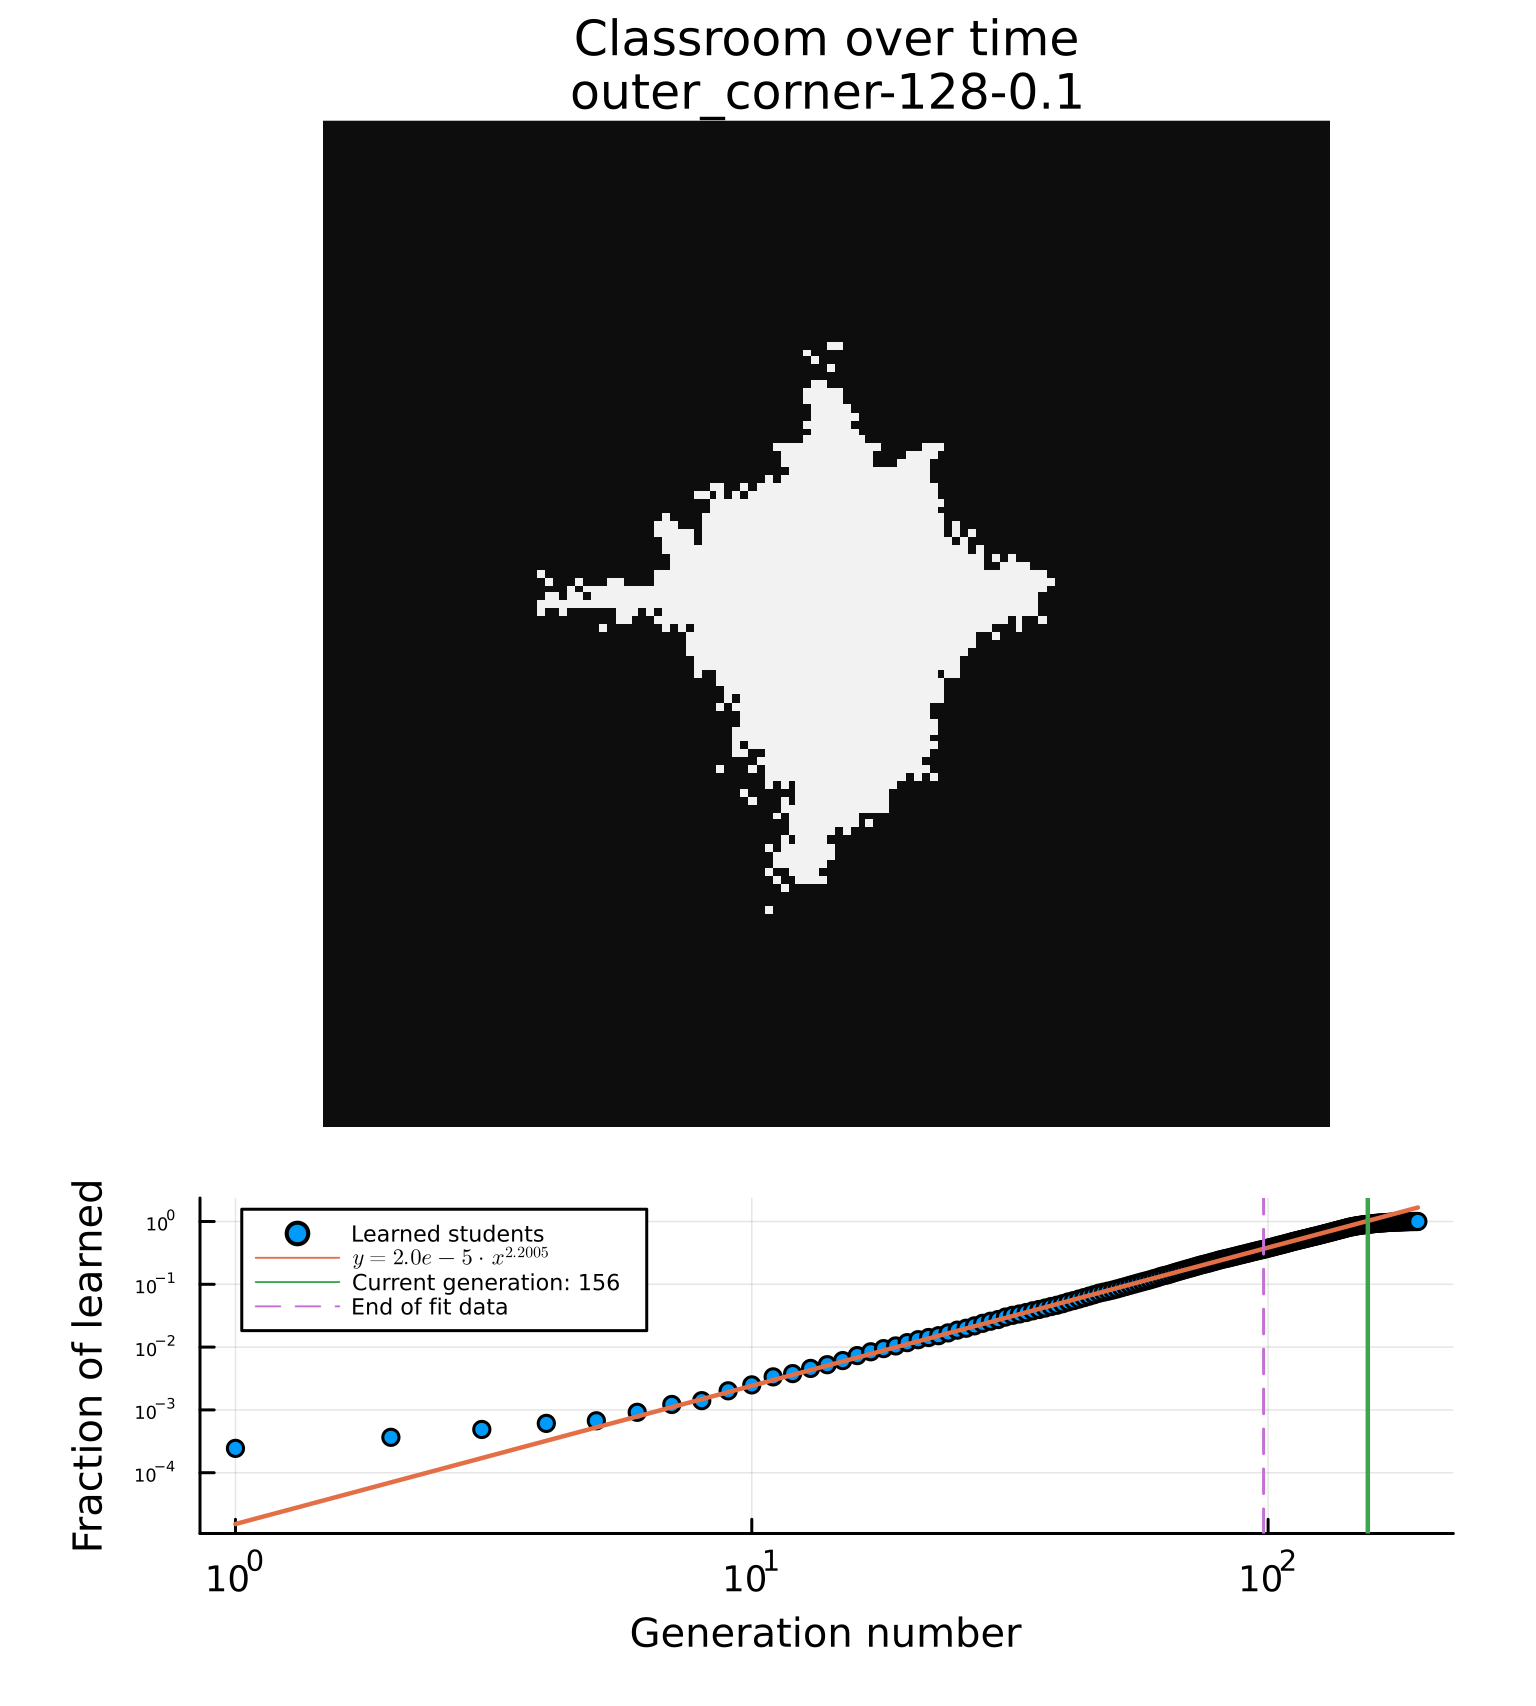 Classroom over time
outer_corner-128-0.1
Fraction of learned
10⁰
10⁻¹
10⁻²
10⁻³
10⁻⁴
Learned students
y = 2.0e − 5 · x^2.2005
Current generation: 156
End of fit data
10⁰ 10¹ 10²
Generation number